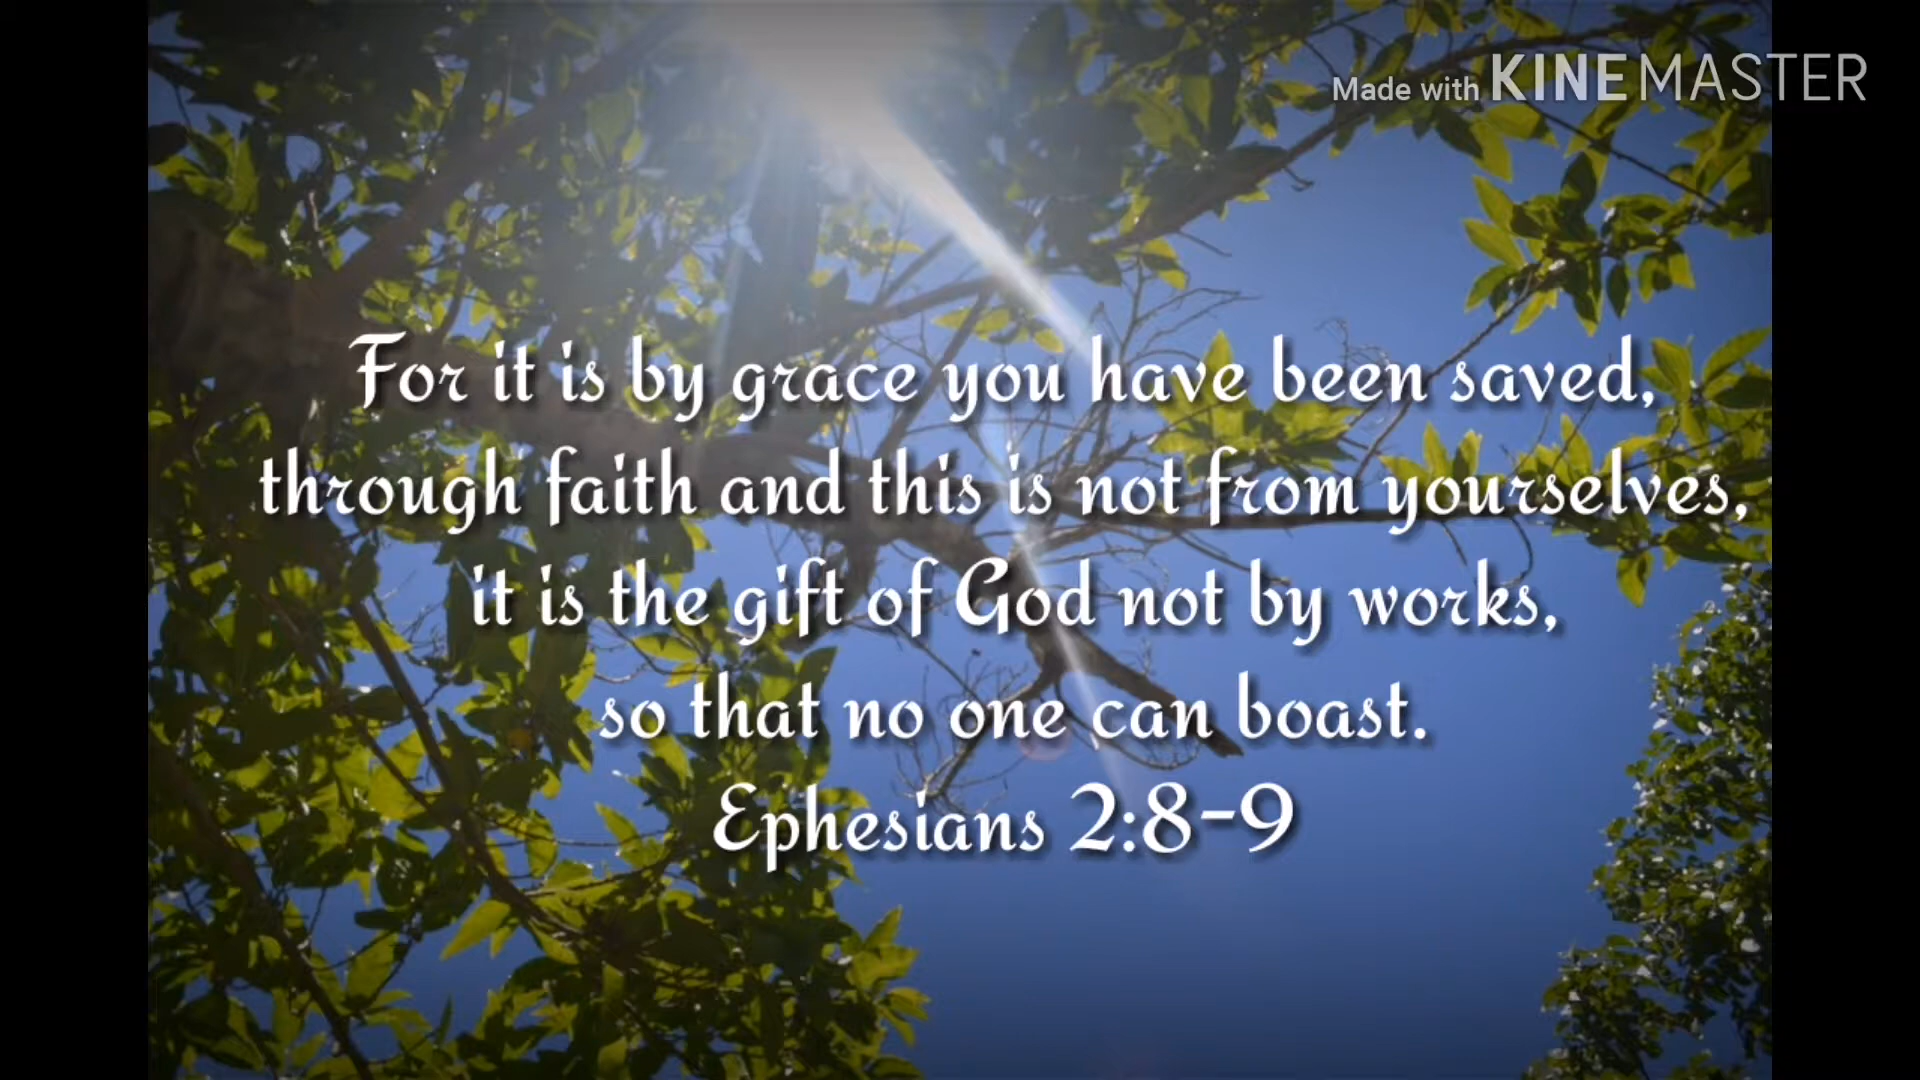 Made with KINEMASTER
For it is by grace you have been saved,
through faith and this is not from yourselves,
it is the gift of God not by works,
so that no one can boast.
Ephesians 2:8-9